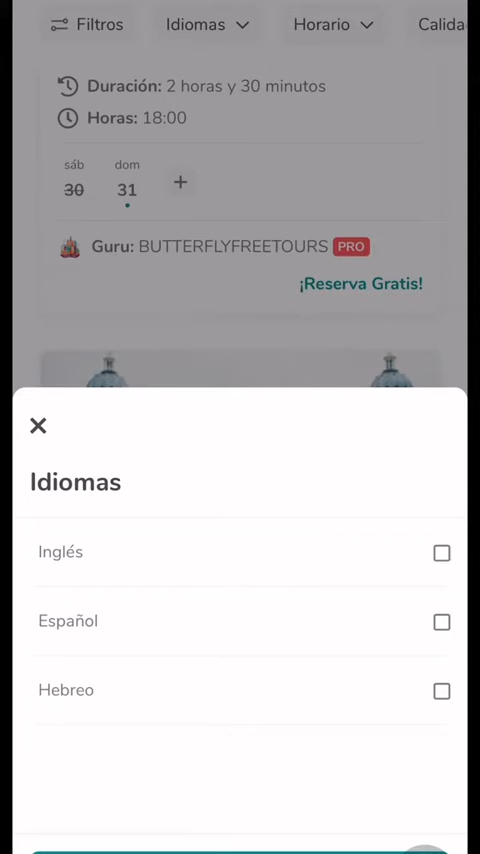 Filtros Idiomas Horario Calida
Duración: 2 horas y 30 minutos
Horas: 18:00
sáb dom
30 31 +
Guru: BUTTERFLYFREETOURS PRO
¡Reserva Gratis!
Idiomas
Inglés
Español
Hebreo